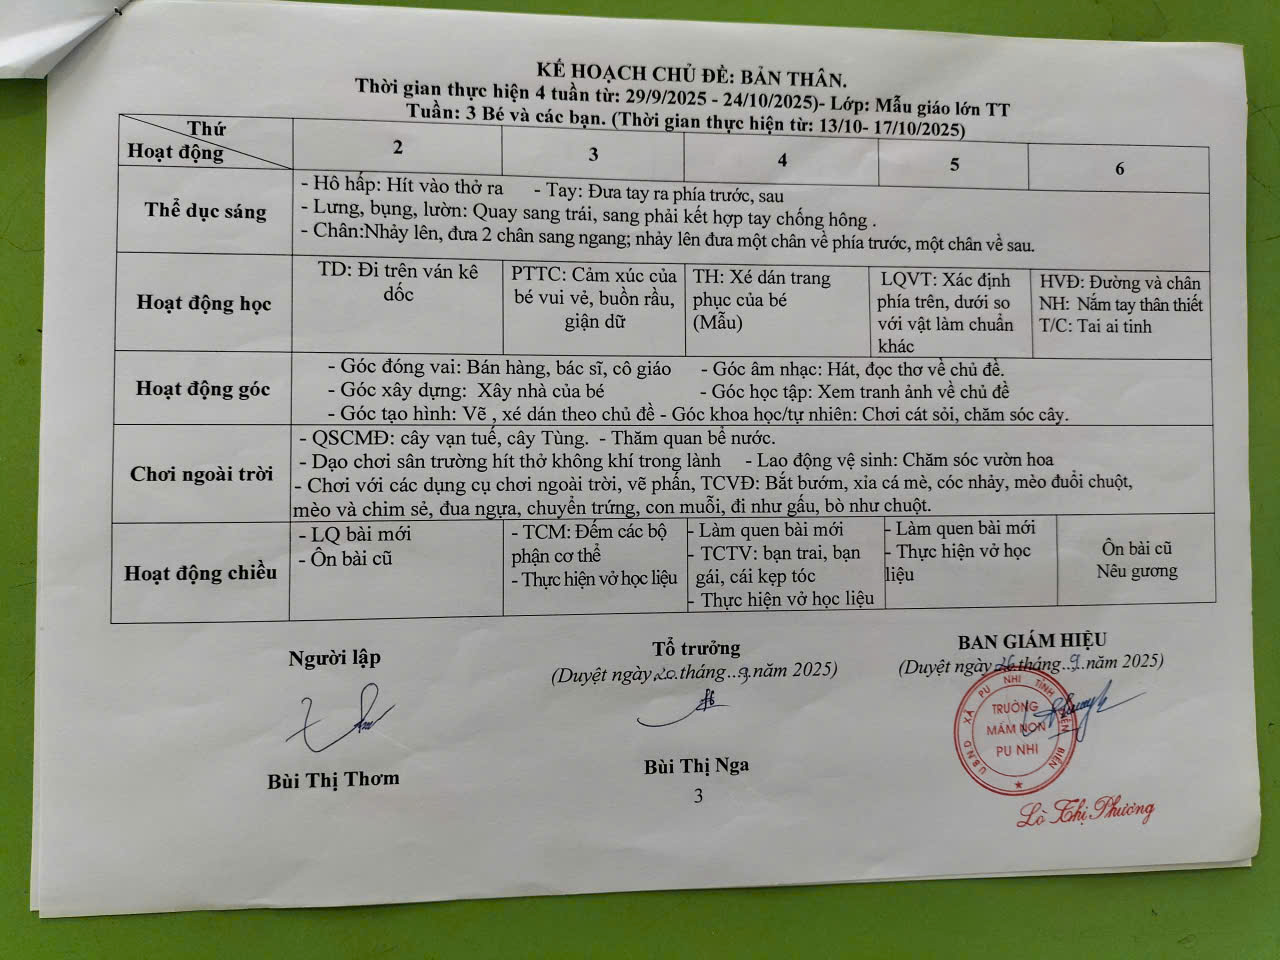 KẾ HOẠCH CHỦ ĐỀ: BẢN THÂN.
Thời gian thực hiện 4 tuần từ: 29/9/2025 - 24/10/2025)- Lớp: Mẫu giáo lớn TT
Tuần: 3 Bé và các bạn. (Thời gian thực hiện từ: 13/10- 17/10/2025)
Thứ
Hoạt động
2
3
4
5
6
Thể dục sáng
- Hô hấp: Hít vào thở ra - Tay: Đưa tay ra phía trước, sau
- Lưng, bụng, lườn: Quay sang trái, sang phải kết hợp tay chống hông .
- Chân:Nhảy lên, đưa 2 chân sang ngang; nhảy lên đưa một chân về phía trước, một chân về sau.
Hoạt động học
TD: Đi trên ván kê
dốc
PTTC: Cảm xúc của
bé vui vẻ, buồn rầu,
giận dữ
TH: Xé dán trang
phục của bé
(Mẫu)
LQVT: Xác định
phía trên, dưới so
với vật làm chuẩn
khác
HVĐ: Đường và chân
NH: Nắm tay thân thiết
T/C: Tai ai tinh
Hoạt động góc
- Góc đóng vai: Bán hàng, bác sĩ, cô giáo - Góc âm nhạc: Hát, đọc thơ về chủ đề.
- Góc xây dựng: Xây nhà của bé - Góc học tập: Xem tranh ảnh về chủ đề
- Góc tạo hình: Vẽ , xé dán theo chủ đề - Góc khoa học/tự nhiên: Chơi cát sỏi, chăm sóc cây.
Chơi ngoài trời
- QSCMĐ: cây vạn tuế, cây Tùng. - Thăm quan bể nước.
- Dạo chơi sân trường hít thở không khí trong lành - Lao động vệ sinh: Chăm sóc vườn hoa
- Chơi với các dụng cụ chơi ngoài trời, vẽ phấn, TCVĐ: Bắt bướm, xỉa cá mè, cóc nhảy, mèo đuổi chuột,
mèo và chim sẻ, đua ngựa, chuyển trứng, con muỗi, đi như gấu, bò như chuột.
Hoạt động chiều
- LQ bài mới
- Ôn bài cũ
- TCM: Đếm các bộ
phận cơ thể
- Thực hiện vở học liệu
- Làm quen bài mới
- TCTV: bạn trai, bạn
gái, cái kẹp tóc
- Thực hiện vở học liệu
- Làm quen bài mới
- Thực hiện vở học
liệu
Ôn bài cũ
Nêu gương
Người lập
Bùi Thị Thơm
Tổ trưởng
(Duyệt ngày 20 tháng..9.năm 2025)
Bùi Thị Nga
BAN GIÁM HIỆU
(Duyệt ngày 26 tháng..9.năm 2025)
U.B.N.D XÃ PU NHI TỈNH ĐIỆN BIÊN
TRƯỜNG
MẦM NON
PU NHI
Lò Thị Phương
3